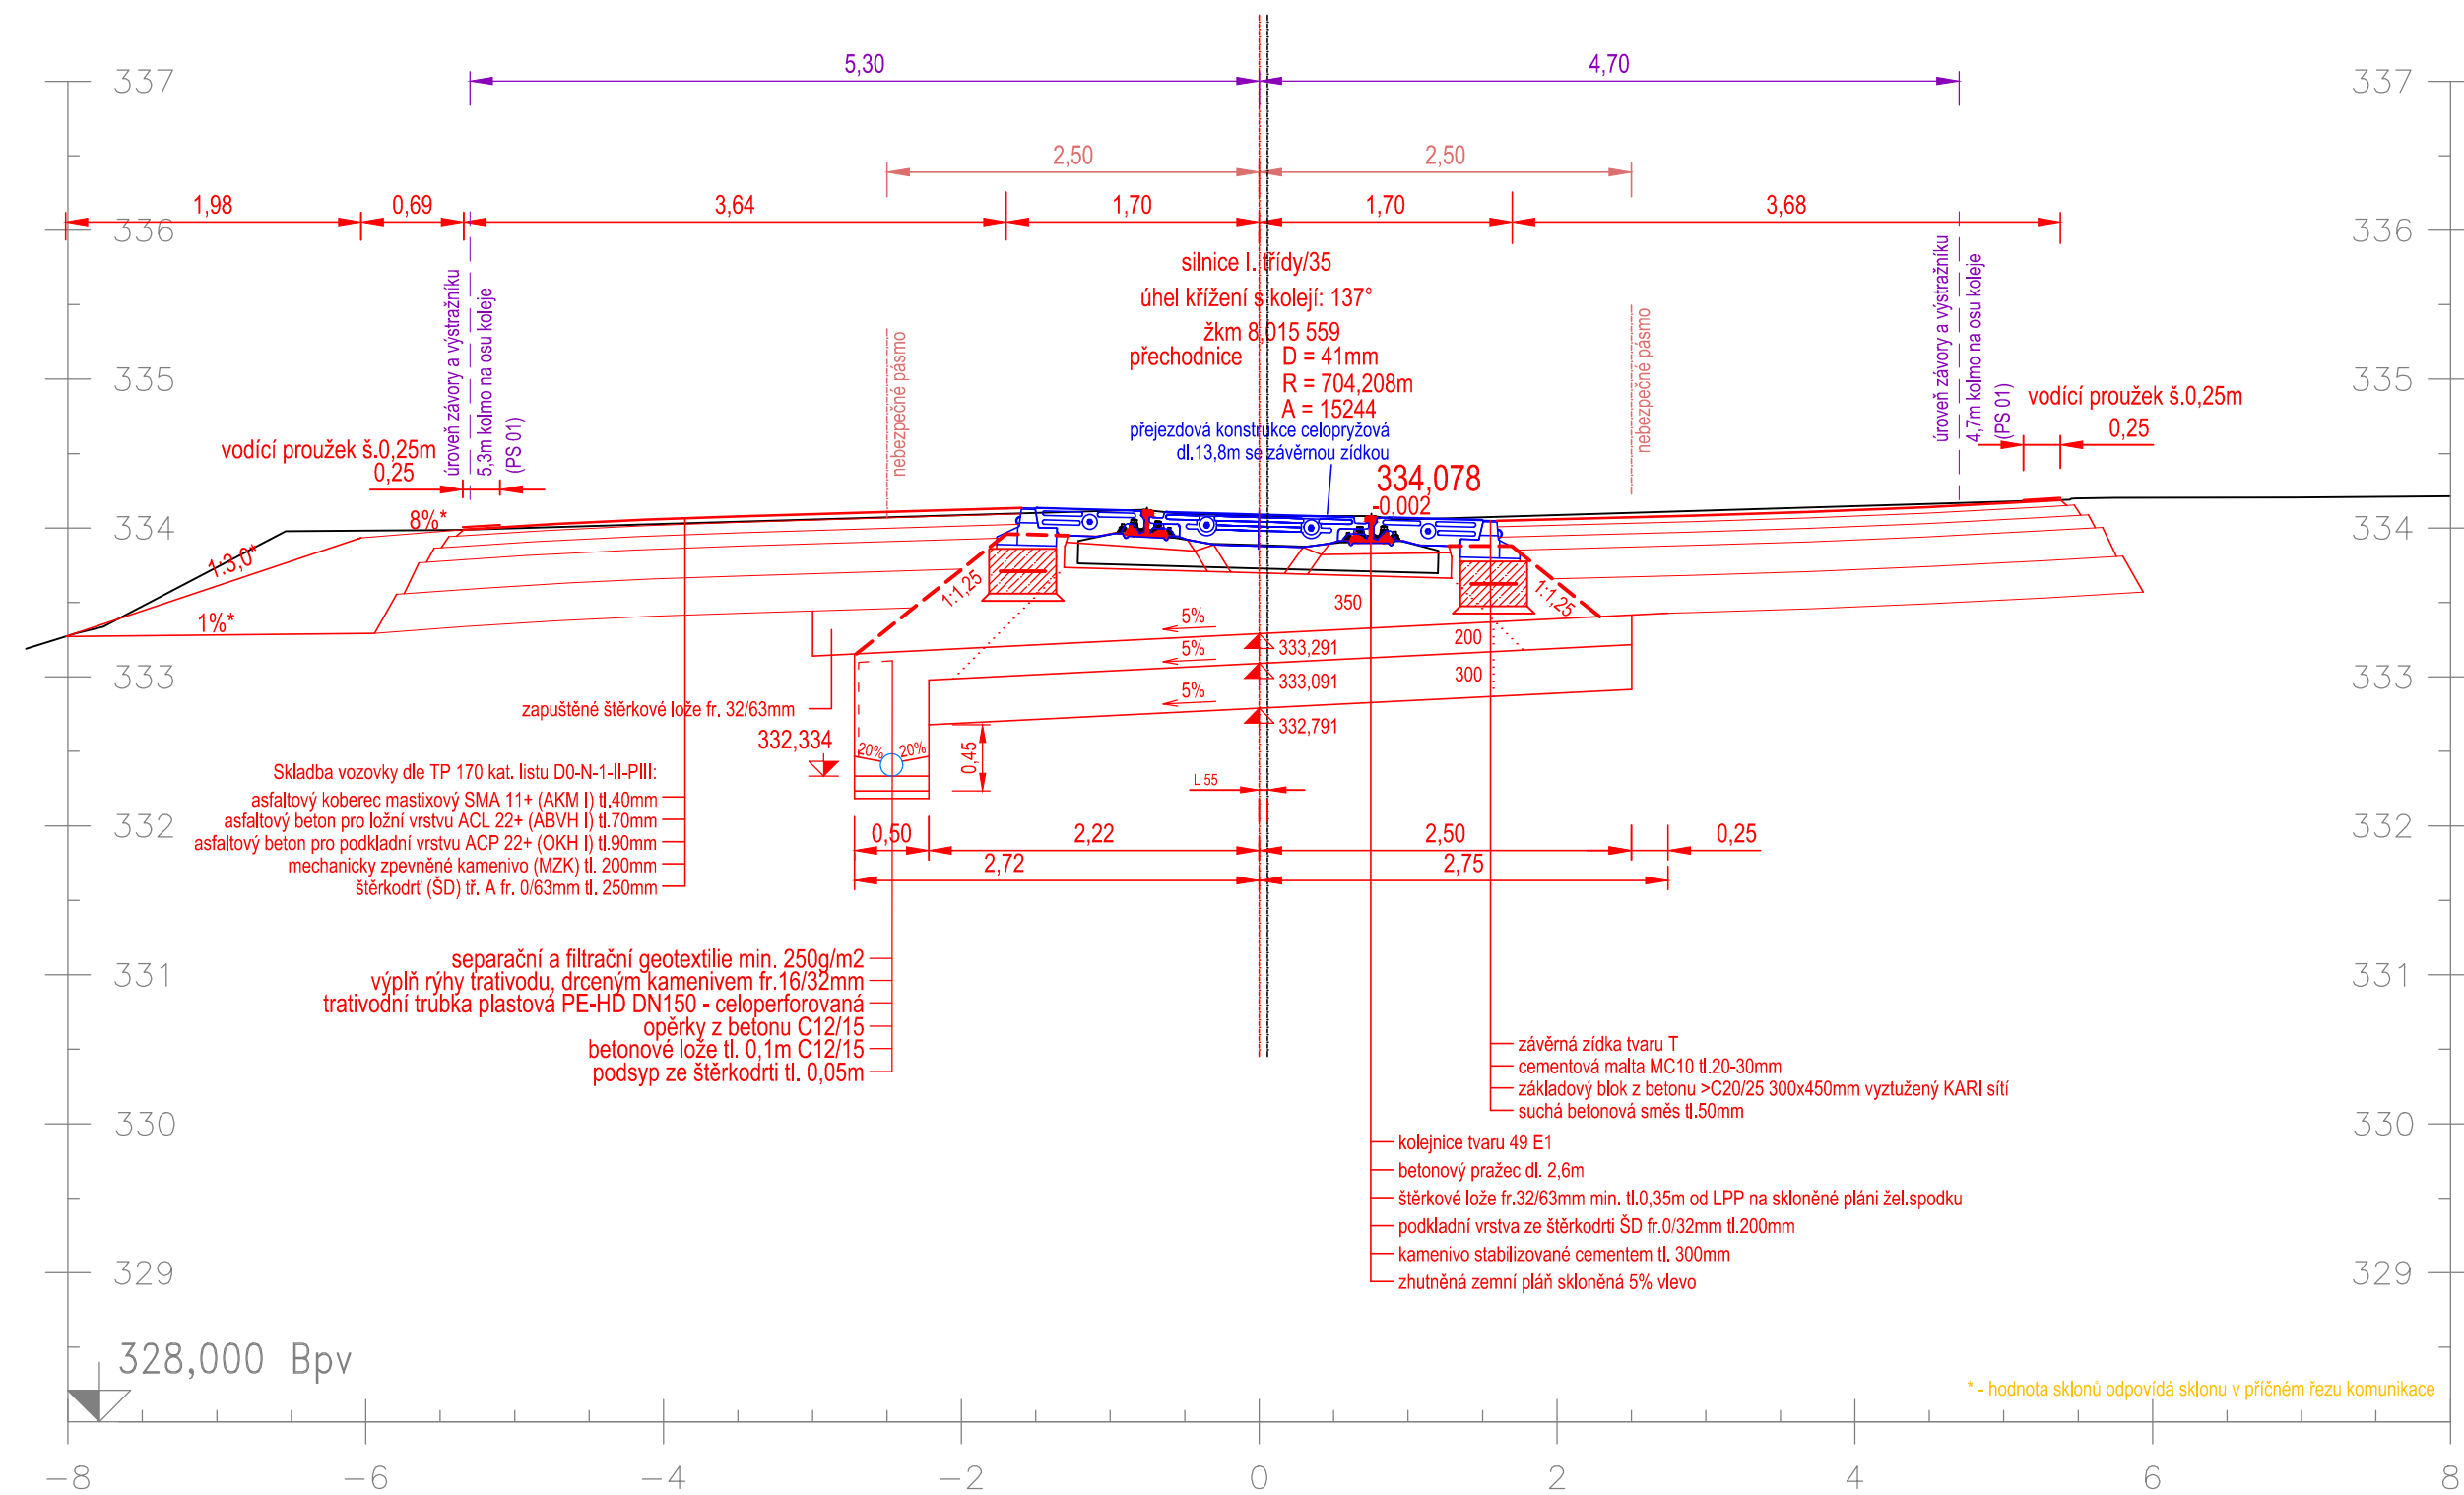 5,30
4,70
337
337
2,50
2,50
1,98
0,69
3,64
1,70
1,70
3,68
336
336
silnice I. třídy/35
úhel křížení s kolejí: 137°
žkm 8,015 559
přechodnice
D = 41mm
R = 704,208m
A = 15244
335
335
úroveň závory a výstražníku
5,3m kolmo na osu koleje
(PS 01)
nebezpečné pásmo
nebezpečné pásmo
úroveň závory a výstražníku
4,7m kolmo na osu koleje
(PS 01)
vodící proužek š.0,25m
0,25
přejezdová konstrukce celopryžová
dl.13,8m se závěrnou zídkou
vodící proužek š.0,25m
0,25
334,078
-0.002
334
334
8%*
1:3,0*
1%*
1:1,25
1:1,25
350
5%
333,291
200
5%
333,091
300
5%
332,791
333
333
zapuštěné štěrkové lože fr. 32/63mm
332,334
20%
20%
0,45
L 55
Skladba vozovky dle TP 170 kat. listu D0-N-1-II-PIII:
asfaltový koberec mastixový SMA 11+ (AKM I) tl.40mm
asfaltový beton pro ložní vrstvu ACL 22+ (ABVH I) tl.70mm
asfaltový beton pro podkladní vrstvu ACP 22+ (OKH I) tl.90mm
mechanicky zpevněné kamenivo (MZK) tl. 200mm
štěrkodrť (ŠD) tř. A fr. 0/63mm tl. 250mm
332
332
0,50
2,22
2,50
0,25
2,72
2,75
separační a filtrační geotextilie min. 250g/m2
výplň rýhy trativodu, drceným kamenivem fr.16/32mm
trativodní trubka plastová PE-HD DN150 - celoperforovaná
opěrky z betonu C12/15
betonové lože tl. 0,1m C12/15
podsyp ze štěrkodrti tl. 0,05m
331
331
závěrná zídka tvaru T
cementová malta MC10 tl.20-30mm
základový blok z betonu >C20/25 300x450mm vyztužený KARI sítí
suchá betonová směs tl.50mm
330
330
kolejnice tvaru 49 E1
betonový pražec dl. 2,6m
štěrkové lože fr.32/63mm min. tl.0,35m od LPP na skloněné pláni žel.spodku
podkladní vrstva ze štěrkodrti ŠD fr.0/32mm tl.200mm
kamenivo stabilizované cementem tl. 300mm
zhutněná zemní pláň skloněná 5% vlevo
329
329
328,000 Bpv
* - hodnota sklonů odpovídá sklonu v příčném řezu komunikace
-8
-6
-4
-2
0
2
4
6
8